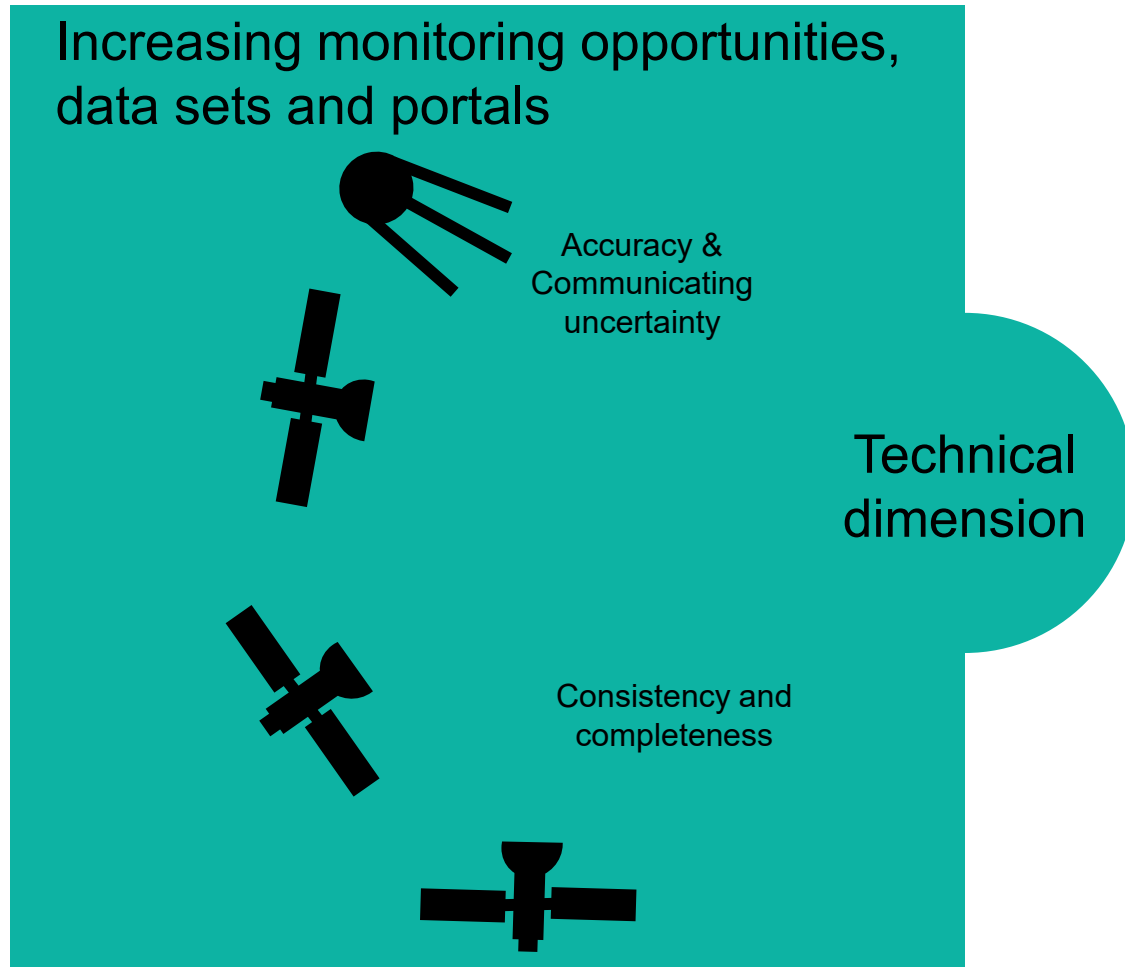 Increasing monitoring opportunities,
data sets and portals
Accuracy &
Communicating
uncertainty
Technical
dimension
Consistency and
completeness